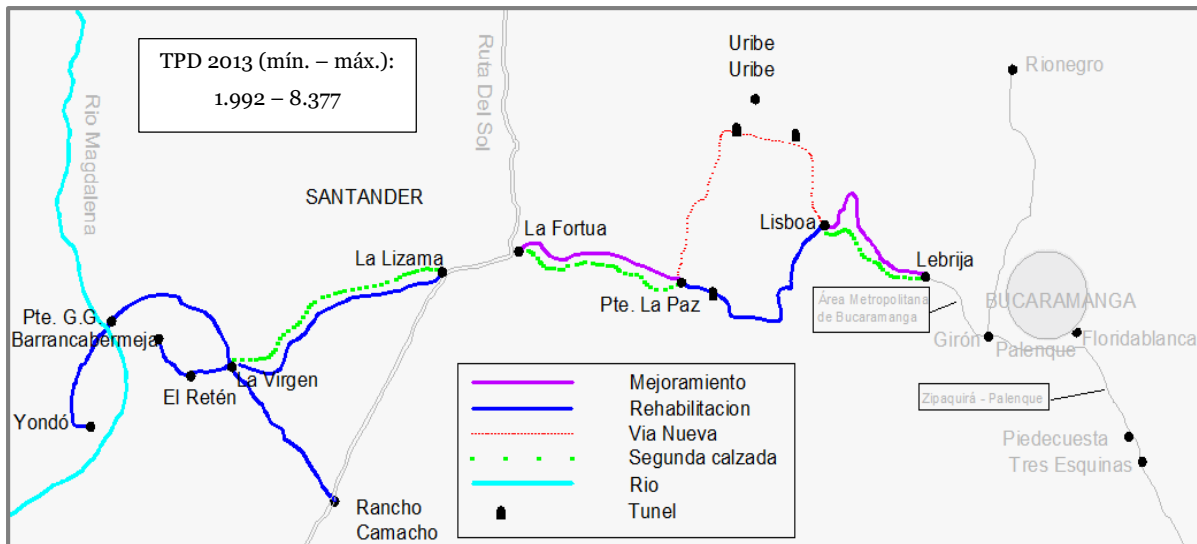 TPD 2013 (mín. – máx.):
1.992 – 8.377
Rio Magdalena
Ruta Del Sol
Uribe
Uribe
Rionegro
SANTANDER
La Fortua
La Lizama
Lisboa
Lebrija
Pte. La Paz
Área Metropolitana
de Bucaramanga
BUCARAMANGA
Girón
Palenque
Floridablanca
Pte. G.G.
Barrancabermeja
La Virgen
El Retén
Yondó
Zipaquirá - Palenque
Piedecuesta
Tres Esquinas
Rancho
Camacho
Mejoramiento
Rehabilitacion
Via Nueva
Segunda calzada
Rio
Tunel